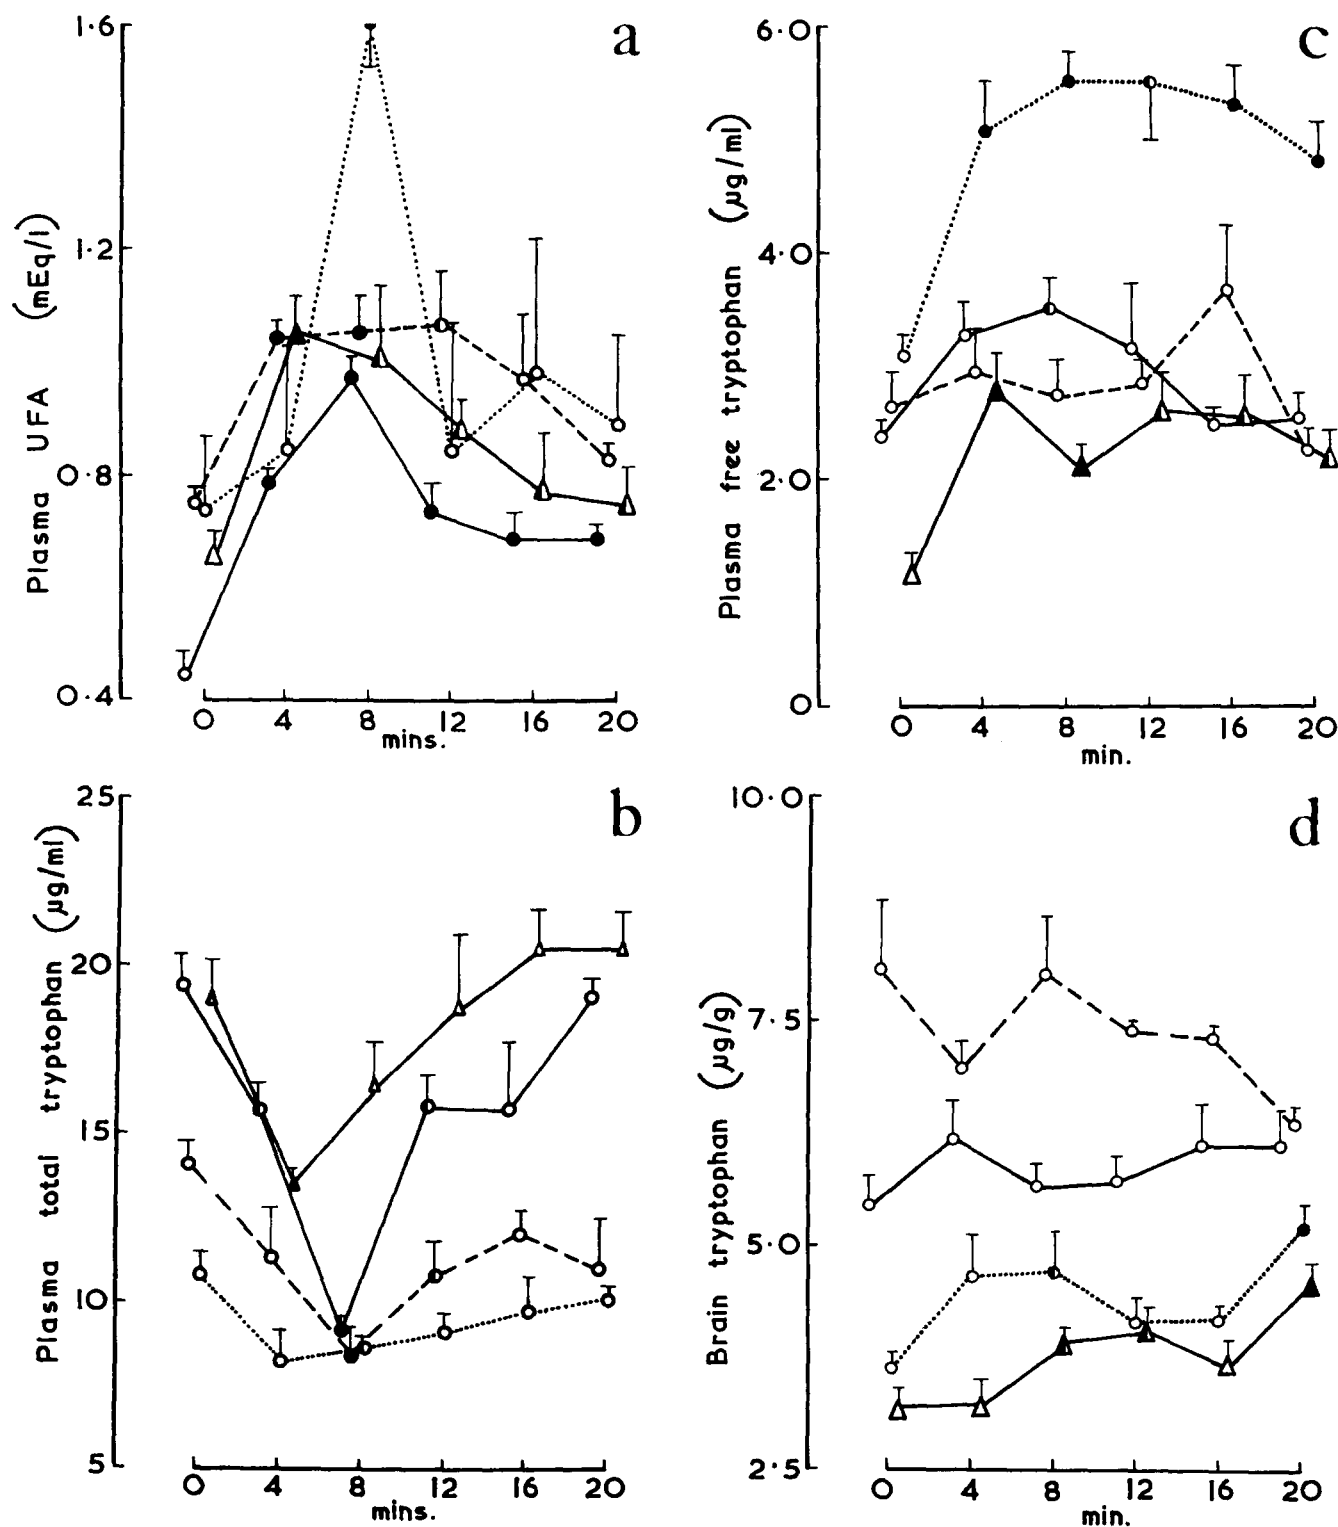 a
1.6
1.2
0.8
0.4
Plasma UFA (mEq/l)
0 4 8 12 16 20
mins.
c
6.0
4.0
2.0
0
Plasma free tryptophan (µg/ml)
0 4 8 12 16 20
min.
b
25
20
15
10
5
Plasma total tryptophan (µg/ml)
0 4 8 12 16 20
mins.
d
10.0
7.5
5.0
2.5
Brain tryptophan (µg/g)
0 4 8 12 16 20
min.